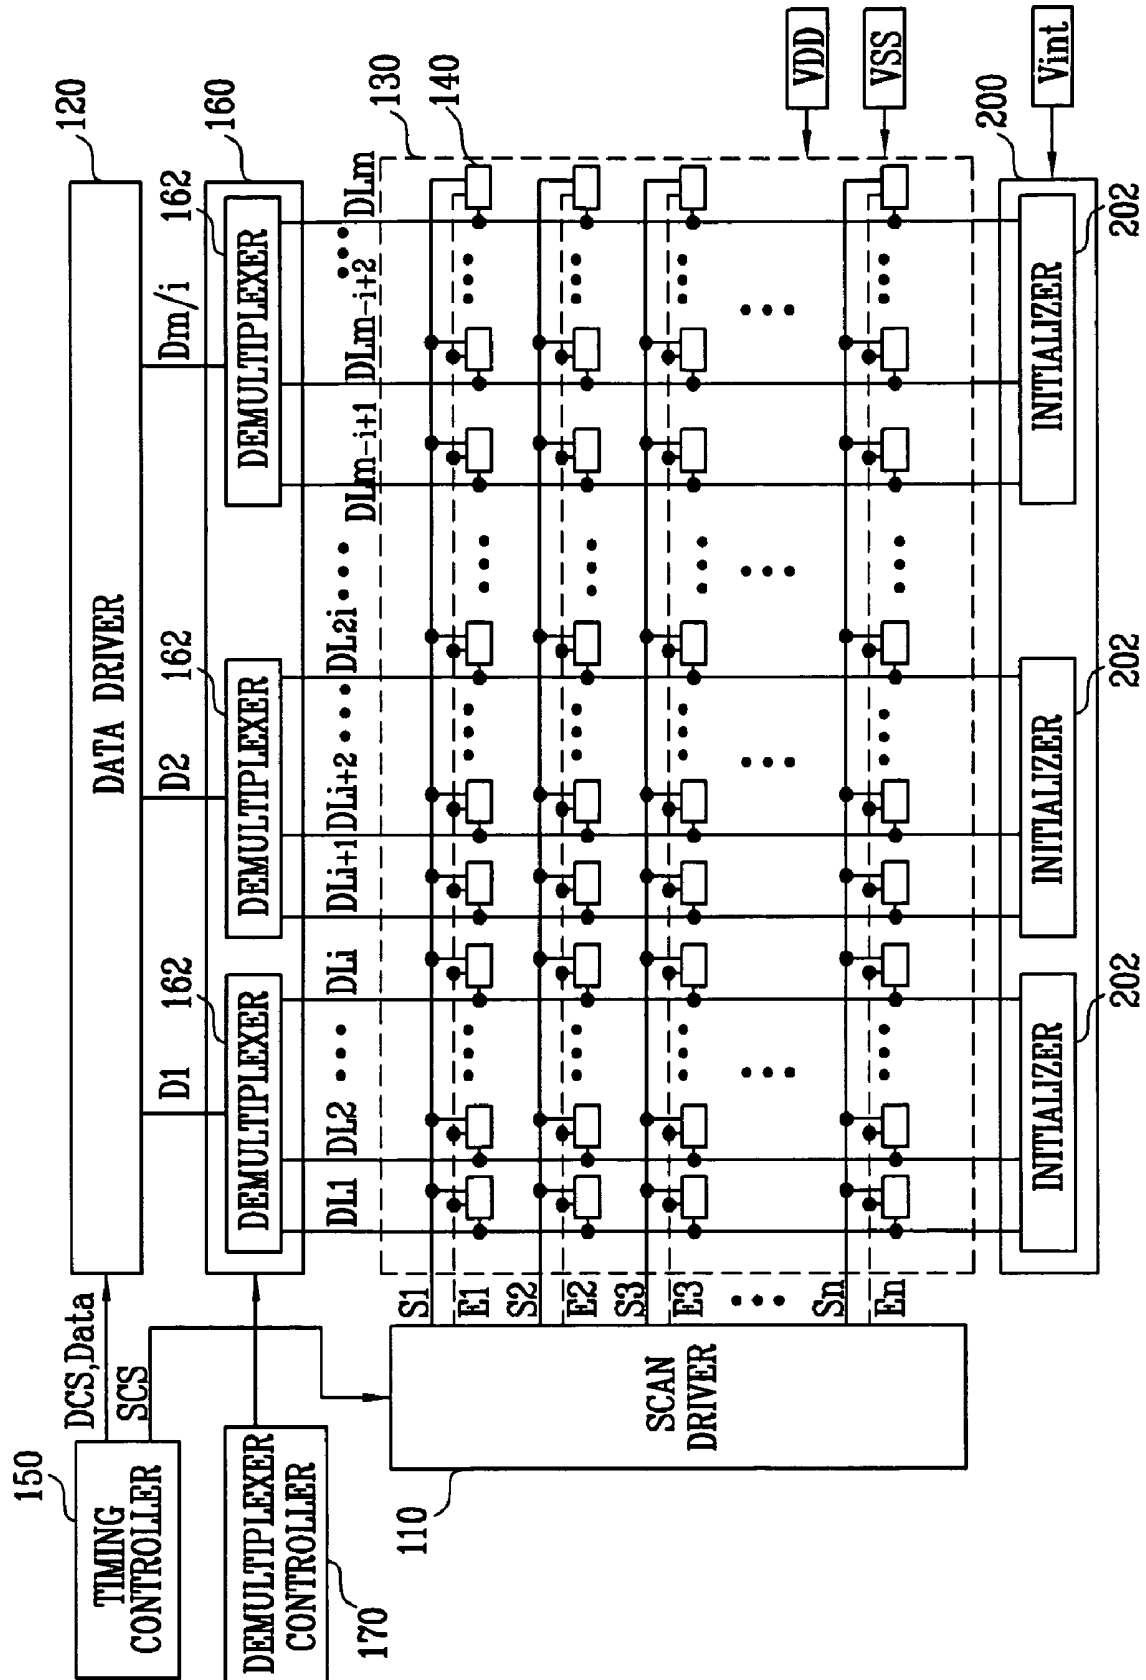 120
DATA DRIVER
D1
D2
Dm/i
160
162
162
162
DEMULTIPLEXER
DEMULTIPLEXER
DEMULTIPLEXER
150
TIMING
CONTROLLER
DCS,Data
SCS
DEMULTIPLEXER
CONTROLLER
170
DL1
DL2
DLi
DLi+1
DLi+2
DL2i
DLm-i+1
DLm-i+2
DLm
130
140
110
SCAN
DRIVER
S1
E1
S2
E2
S3
E3
Sn
En
VDD
VSS
Vint
200
INITIALIZER
INITIALIZER
INITIALIZER
202
202
202